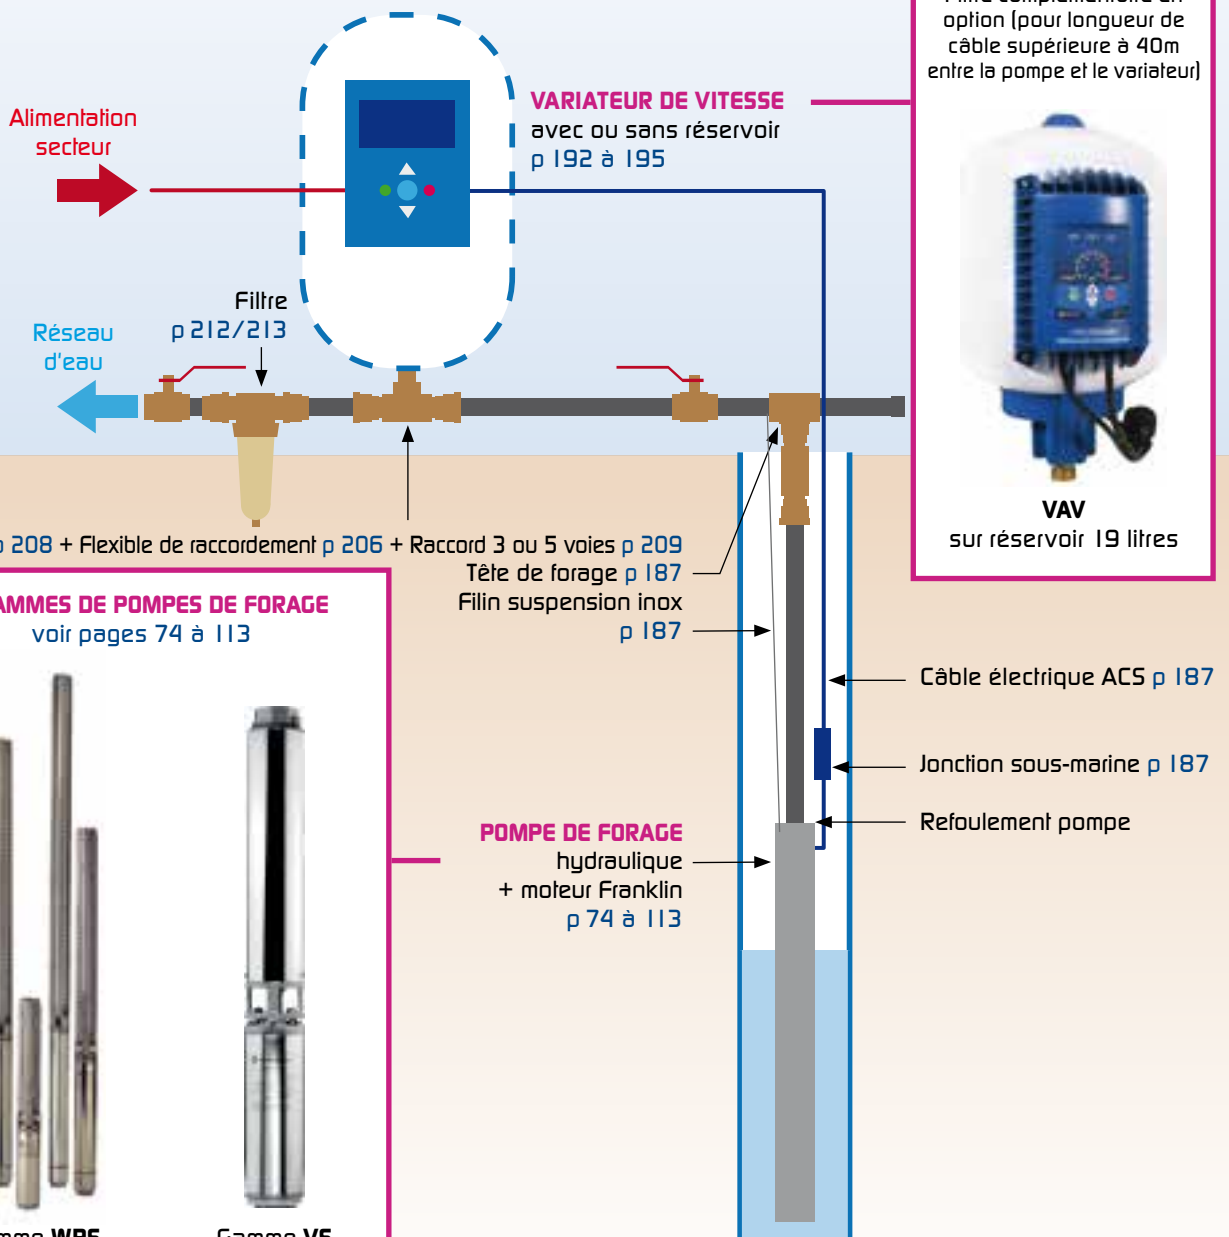 option (pour longueur de
câble supérieure à 40m
entre la pompe et le variateur)
Alimentation
secteur
VARIATEUR DE VITESSE
avec ou sans réservoir
p 192 à 195
Filtre
p 212/213
Réseau
d'eau
VAV
sur réservoir 19 litres
p 208 + Flexible de raccordement p 206 + Raccord 3 ou 5 voies p 209
Tête de forage p 187
Filin suspension inox
p 187
AMMES DE POMPES DE FORAGE
voir pages 74 à 113
Câble électrique ACS p 187
Jonction sous-marine p 187
Refoulement pompe
POMPE DE FORAGE
hydraulique
+ moteur Franklin
p 74 à 113
Gamme VS